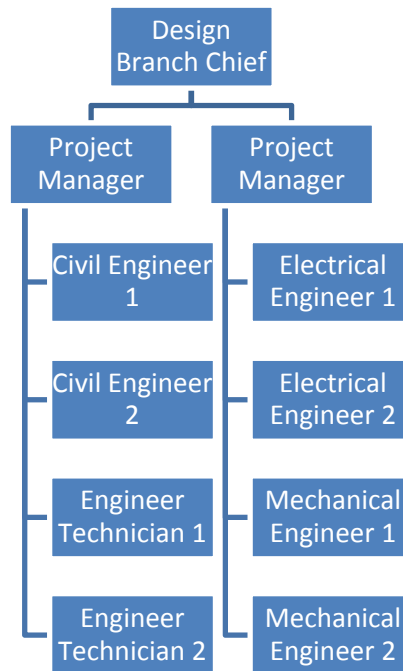 Design
Branch Chief
Project
Manager
Project
Manager
Civil Engineer
1
Electrical
Engineer 1
Civil Engineer
2
Electrical
Engineer 2
Engineer
Technician 1
Mechanical
Engineer 1
Engineer
Technician 2
Mechanical
Engineer 2